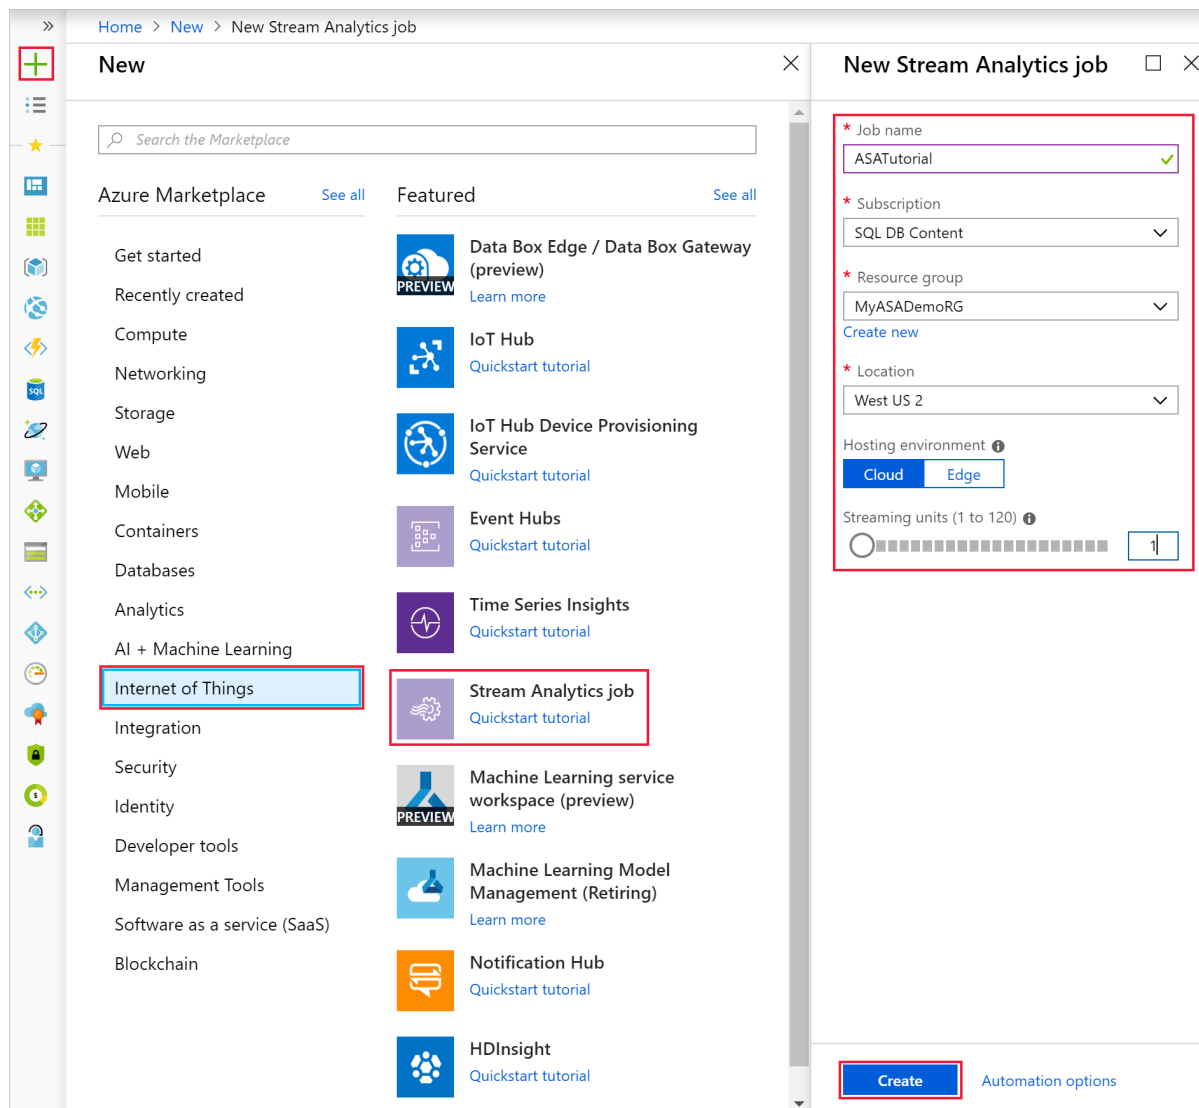 Home > New > New Stream Analytics job
New
Search the Marketplace
Azure Marketplace
See all
Get started
Recently created
Compute
Networking
Storage
Web
Mobile
Containers
Databases
Analytics
AI + Machine Learning
Internet of Things
Integration
Security
Identity
Developer tools
Management Tools
Software as a service (SaaS)
Blockchain
Featured
See all
PREVIEW
Data Box Edge / Data Box Gateway
(preview)
Learn more
IoT Hub
Quickstart tutorial
IoT Hub Device Provisioning
Service
Quickstart tutorial
Event Hubs
Quickstart tutorial
Time Series Insights
Quickstart tutorial
Stream Analytics job
Quickstart tutorial
PREVIEW
Machine Learning service
workspace (preview)
Learn more
Machine Learning Model
Management (Retiring)
Learn more
Notification Hub
Quickstart tutorial
HDInsight
Quickstart tutorial
New Stream Analytics job
* Job name
ASATutorial
* Subscription
SQL DB Content
* Resource group
MyASADemoRG
Create new
* Location
West US 2
Hosting environment
Cloud
Edge
Streaming units (1 to 120)
1
Create
Automation options
SQL